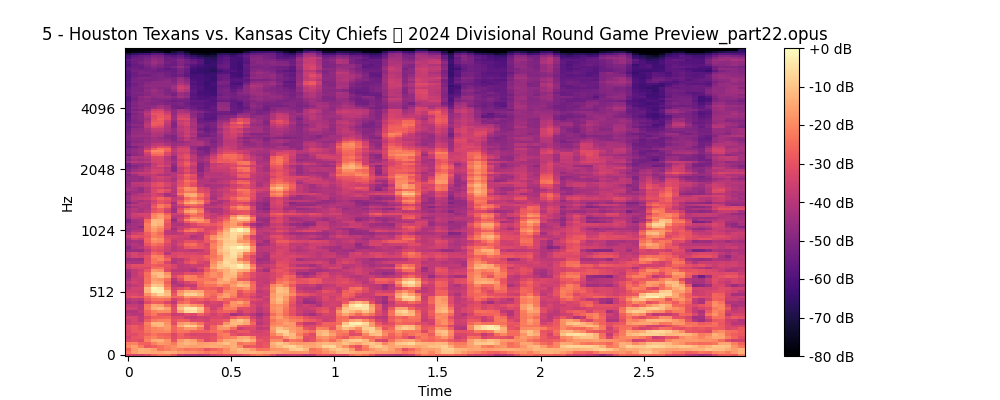 5 - Houston Texans vs. Kansas City Chiefs ▯ 2024 Divisional Round Game Preview_part22.opus
+0 dB
4096
-10 dB
-20 dB
2048
-30 dB
Hz
1024
-40 dB
-50 dB
512
-60 dB
-70 dB
0
-80 dB
0 0.5 1 1.5 2 2.5
Time